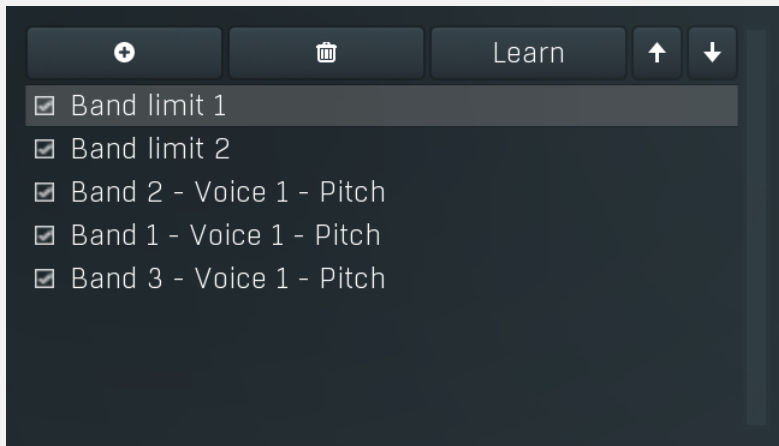 Learn
Band limit 1
Band limit 2
Band 2 - Voice 1 - Pitch
Band 1 - Voice 1 - Pitch
Band 3 - Voice 1 - Pitch